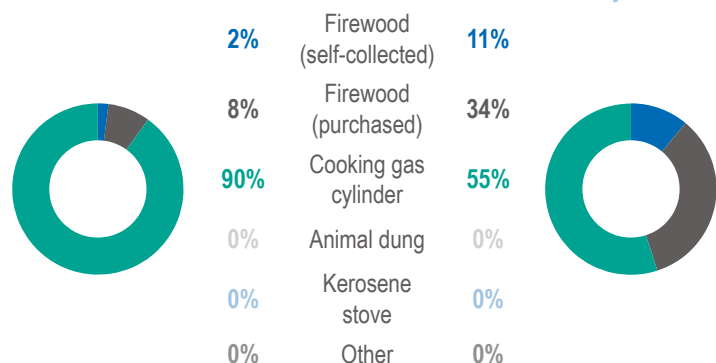 2% Firewood (self-collected) 11%
8% Firewood (purchased) 34%
90% Cooking gas cylinder 55%
0% Animal dung 0%
0% Kerosene stove 0%
0% Other 0%